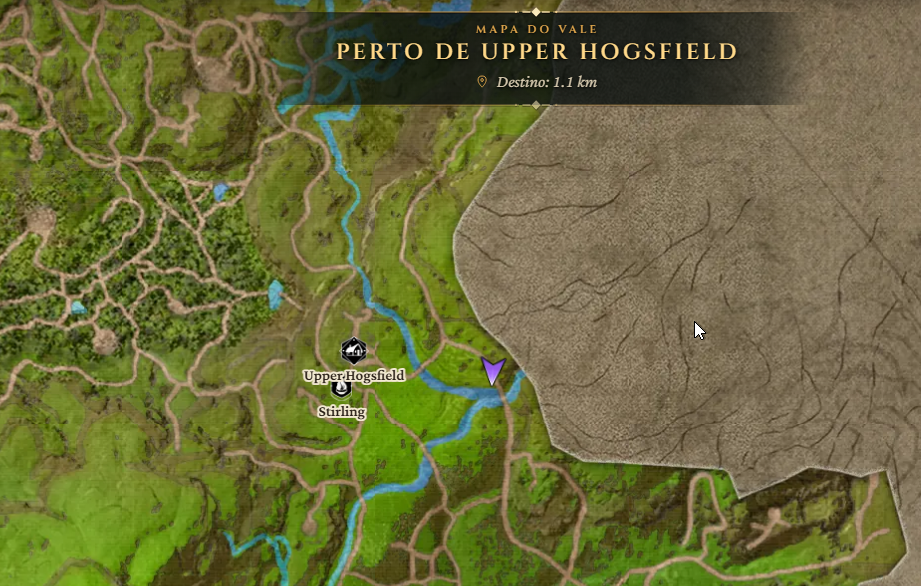 MAPA DO VALE
PERTO DE UPPER HOGSFIELD
Destino: 1.1 km
Upper Hogsfield
Stirling